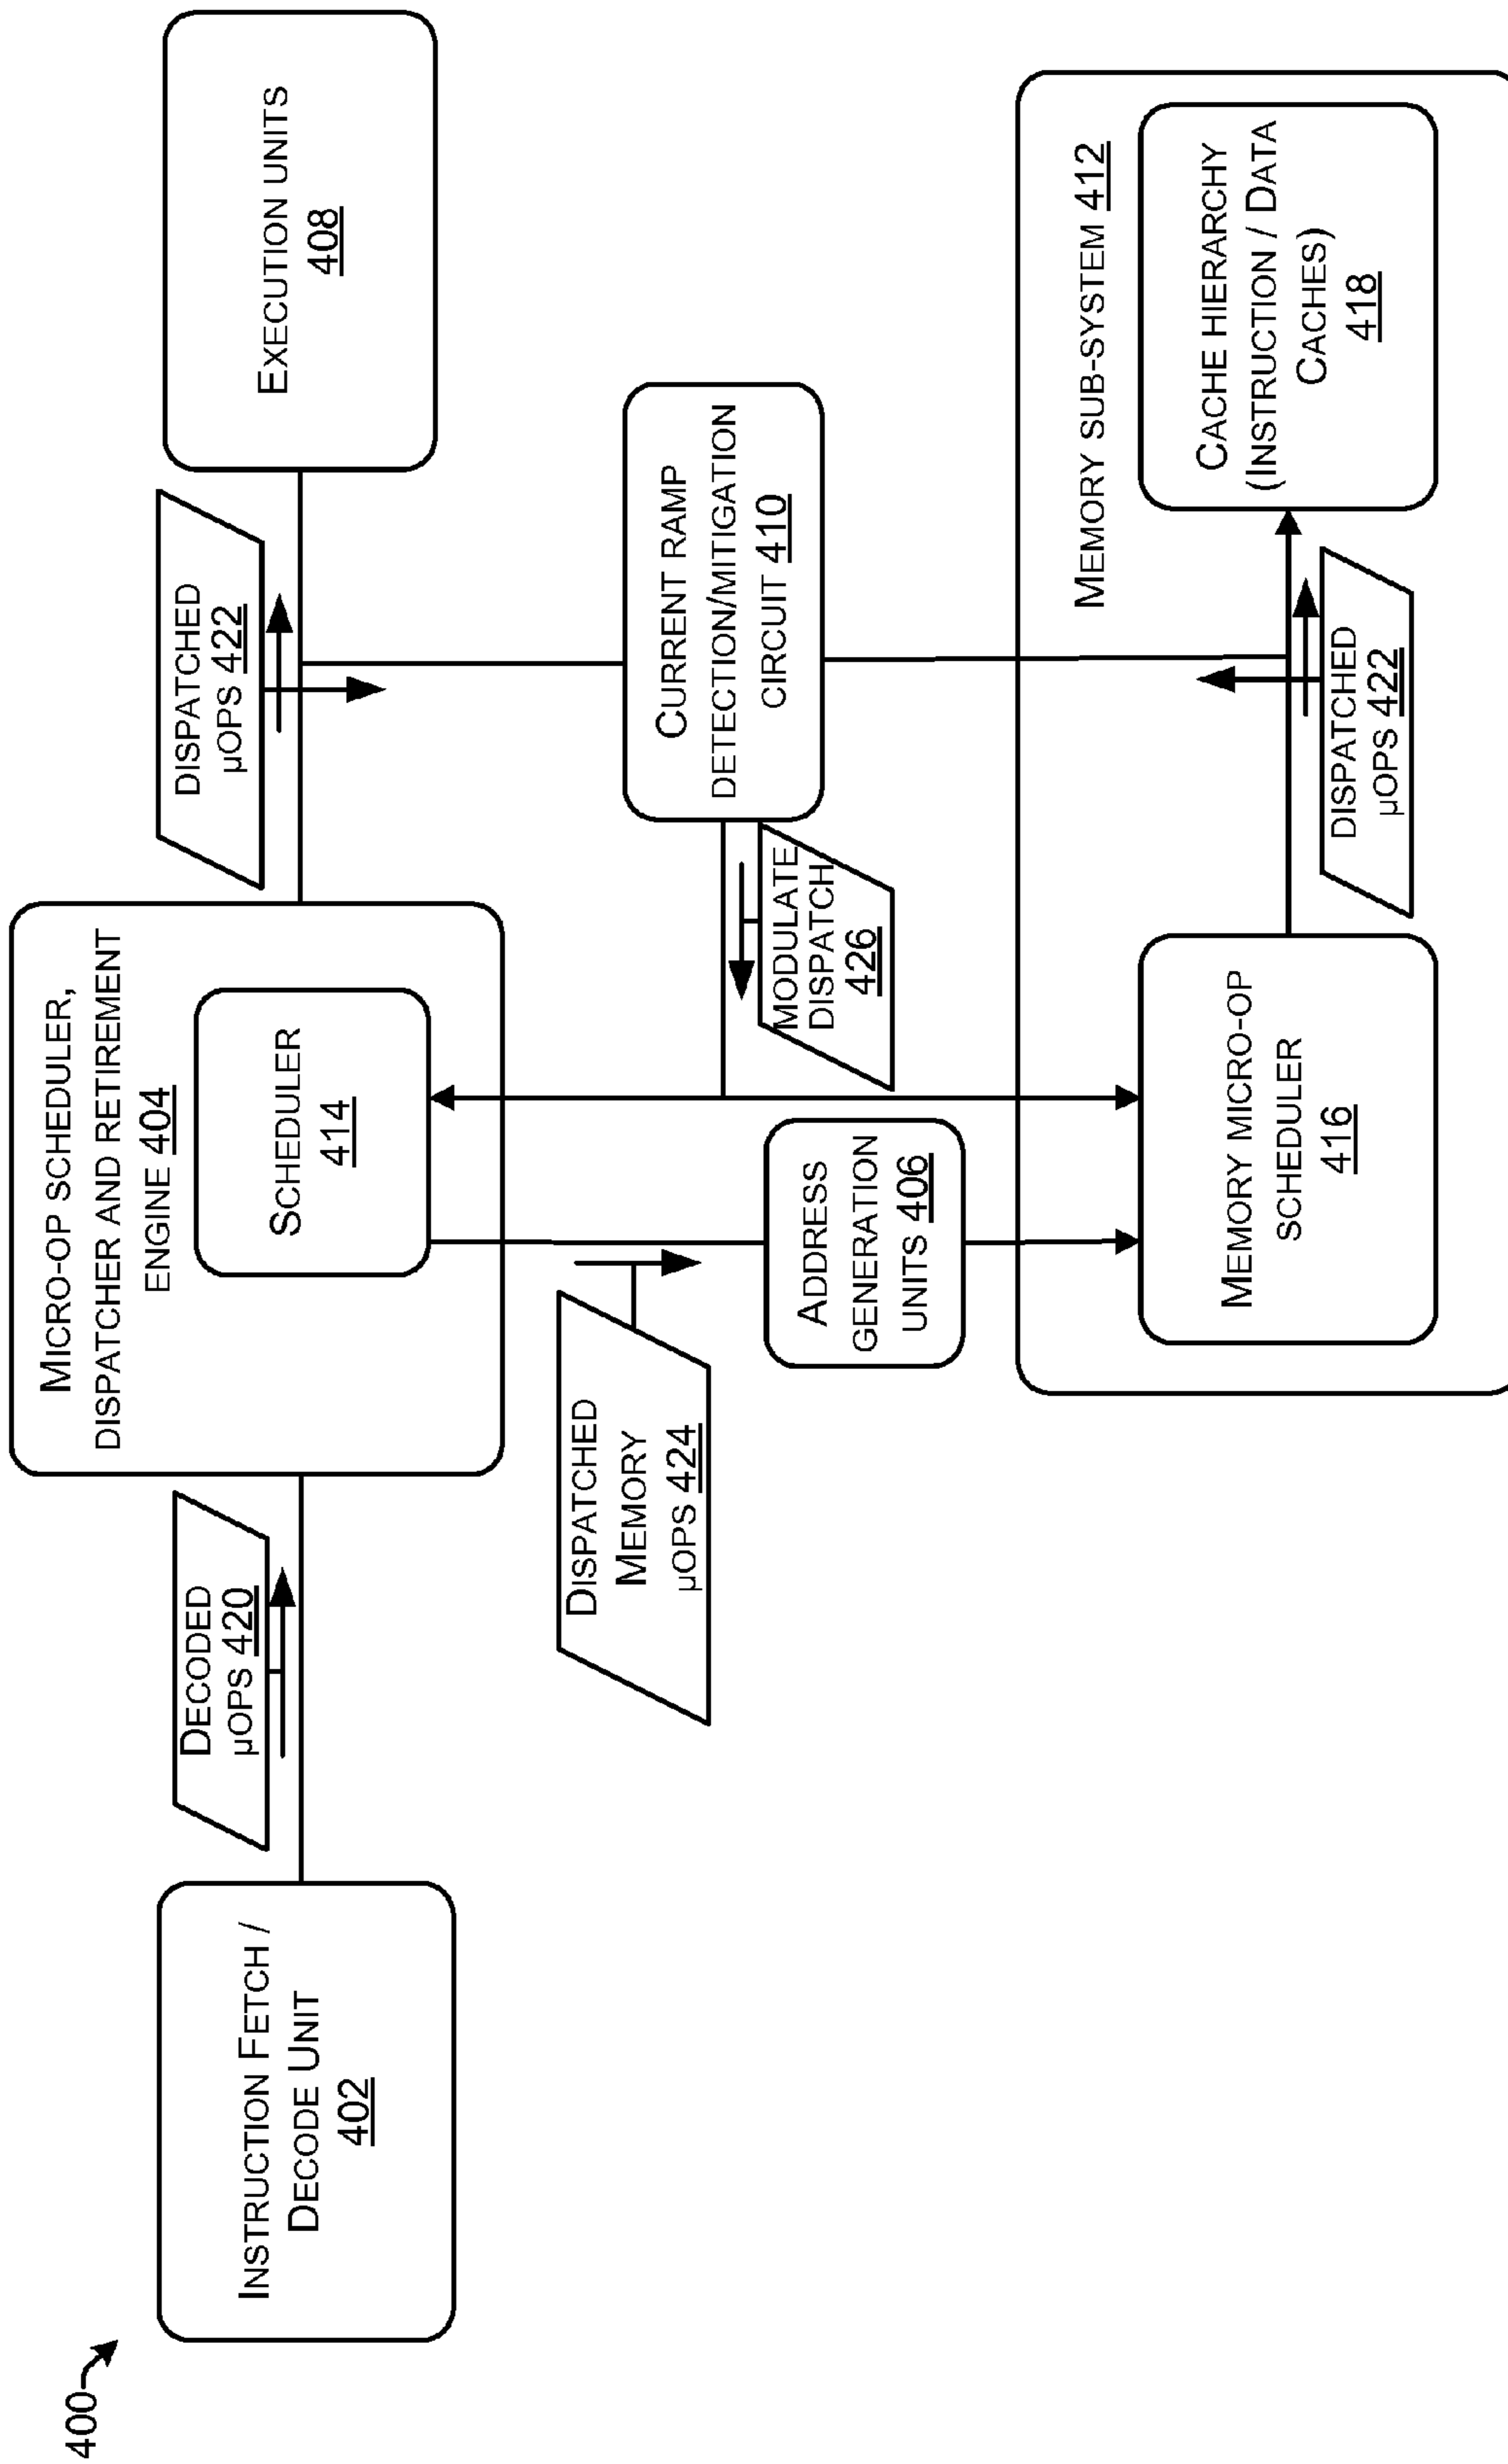 400
INSTRUCTION FETCH /
DECODE UNIT
402
DECODED
µOPS 420
MICRO-OP SCHEDULER,
DISPATCHER AND RETIREMENT
ENGINE 404
SCHEDULER
414
DISPATCHED
µOPS 422
EXECUTION UNITS
408
DISPATCHED
MEMORY
µOPS 424
ADDRESS
GENERATION
UNITS 406
MODULATE
DISPATCH
426
CURRENT RAMP
DETECTION/MITIGATION
CIRCUIT 410
MEMORY SUB-SYSTEM 412
MEMORY MICRO-OP
SCHEDULER
416
DISPATCHED
µOPS 422
CACHE HIERARCHY
(INSTRUCTION / DATA
CACHES)
418